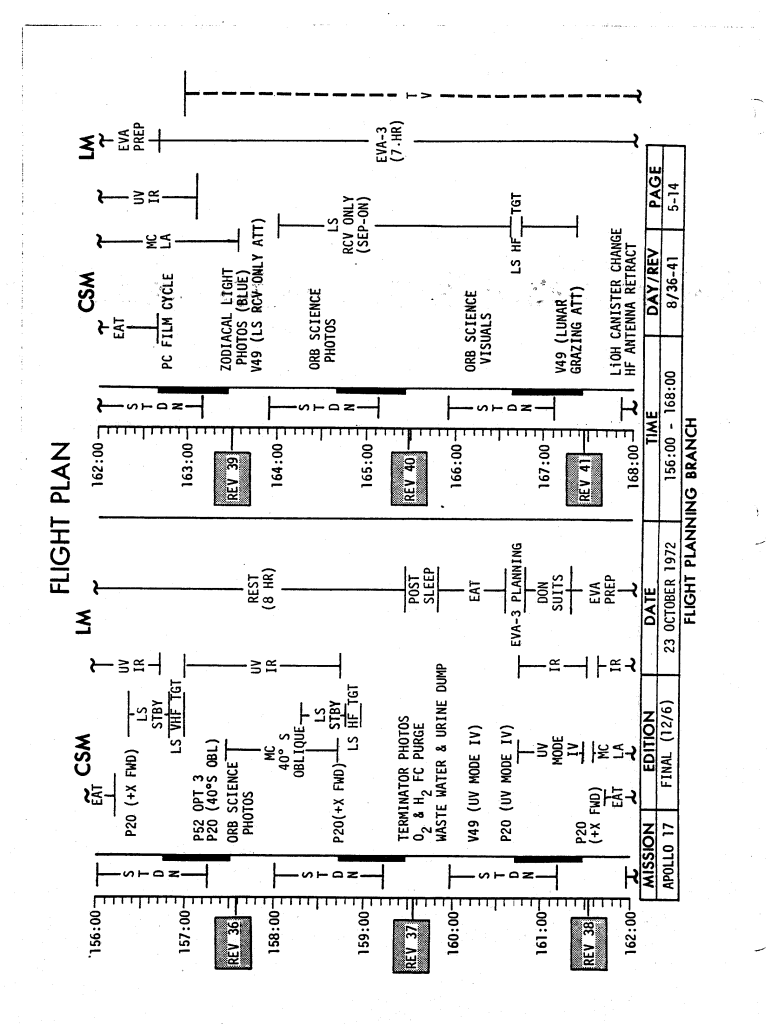 FLIGHT PLAN
CSM
LM
156:00
157:00
REV 36
158:00
159:00
REV 37
160:00
161:00
REV 38
162:00
STDN
STDN
STDN
EAT
P20 (+X FWD)
P52 OPT 3
P20 (40°S OBL)
ORB SCIENCE
PHOTOS
P20(+X FWD)
TERMINATOR PHOTOS
O2 & H2 FC PURGE
WASTE WATER & URINE DUMP
V49 (UV MODE IV)
P20 (UV MODE IV)
P20
(+X FWD)
EAT
LS
STBY
LS VHF TGT
MC
40° S
OBLIQUE
LS
STBY
LS HF TGT
UV
MODE
IV
MC
LA
UV
IR
UV
IR
IR
IR
REST
(8 HR)
POST
SLEEP
EAT
EVA-3 PLANNING
DON
SUITS
EVA
PREP
CSM
LM
162:00
163:00
REV 39
164:00
165:00
REV 40
166:00
167:00
REV 41
168:00
STDN
STDN
STDN
EAT
PC FILM CYCLE
ZODIACAL LIGHT
PHOTOS (BLUE)
V49 (LS RCV ONLY ATT)
ORB SCIENCE
PHOTOS
ORB SCIENCE
VISUALS
V49 (LUNAR
GRAZING ATT)
LiOH CANISTER CHANGE
HF ANTENNA RETRACT
MC
LA
UV
IR
LS
RCV ONLY
(SEP-ON)
LS HF TGT
EVA
PREP
EVA-3
(7-HR)
TV
MISSION EDITION DATE TIME DAY/REV PAGE
APOLLO 17 FINAL (12/6) 23 OCTOBER 1972 156:00 - 168:00 8/36-41 5-14
FLIGHT PLANNING BRANCH